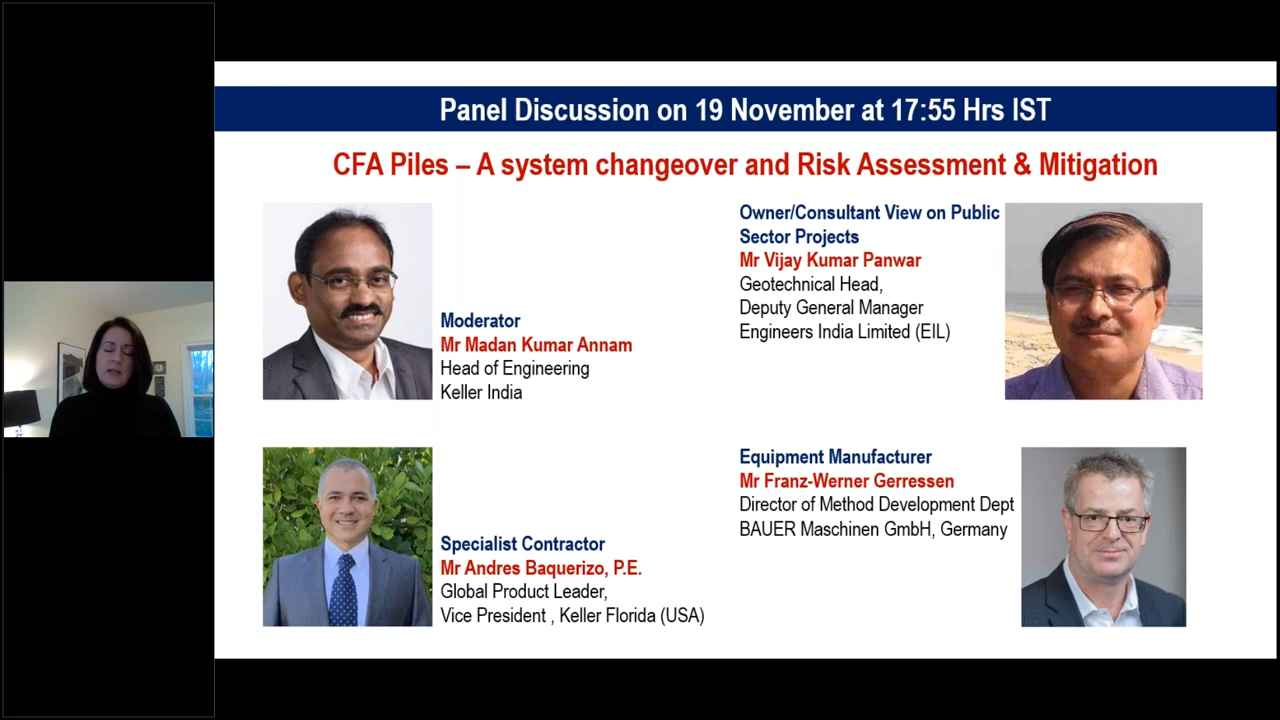 Panel Discussion on 19 November at 17:55 Hrs IST
CFA Piles – A system changeover and Risk Assessment & Mitigation
Moderator
Mr Madan Kumar Annam
Head of Engineering
Keller India
Owner/Consultant View on Public
Sector Projects
Mr Vijay Kumar Panwar
Geotechnical Head,
Deputy General Manager
Engineers India Limited (EIL)
Specialist Contractor
Mr Andres Baquerizo, P.E.
Global Product Leader,
Vice President , Keller Florida (USA)
Equipment Manufacturer
Mr Franz-Werner Gerressen
Director of Method Development Dept
BAUER Maschinen GmbH, Germany